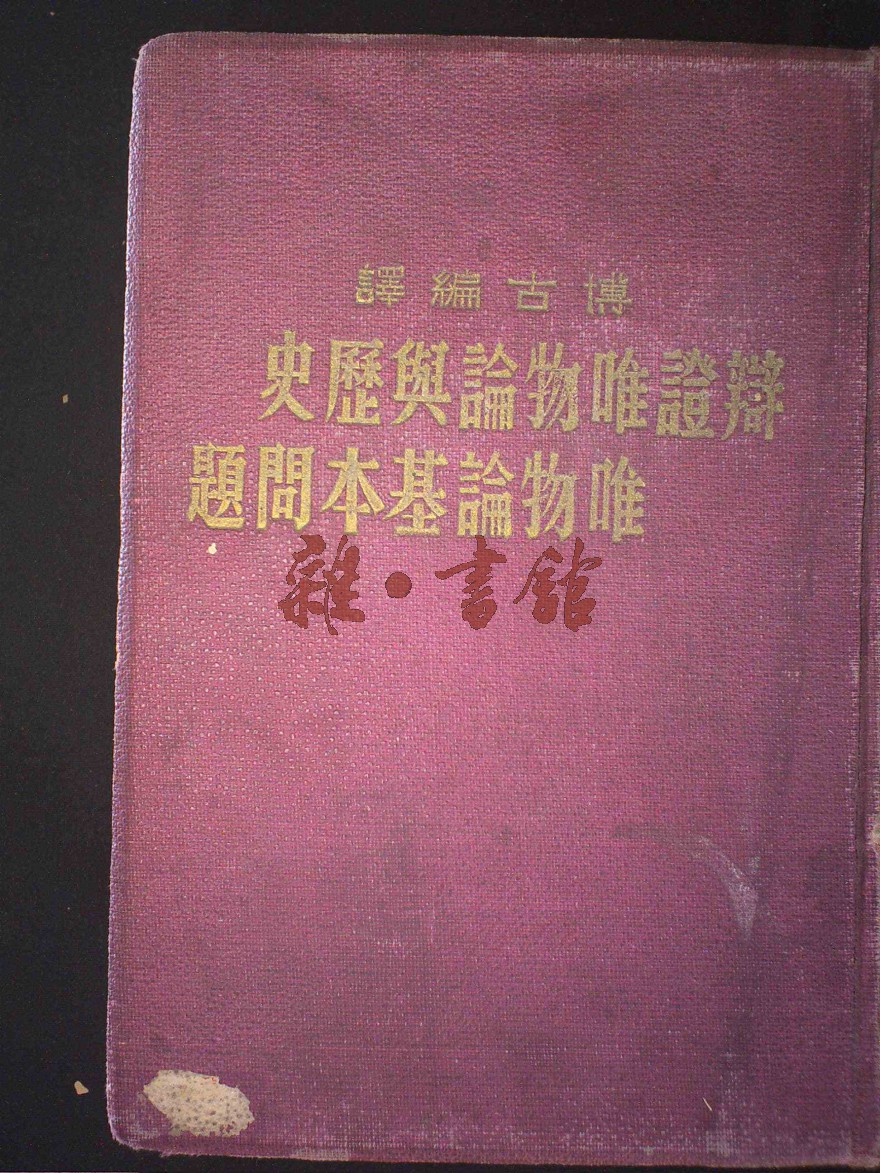 博古編譯
辯證唯物論與歷史
唯物論基本問題
雜·書館